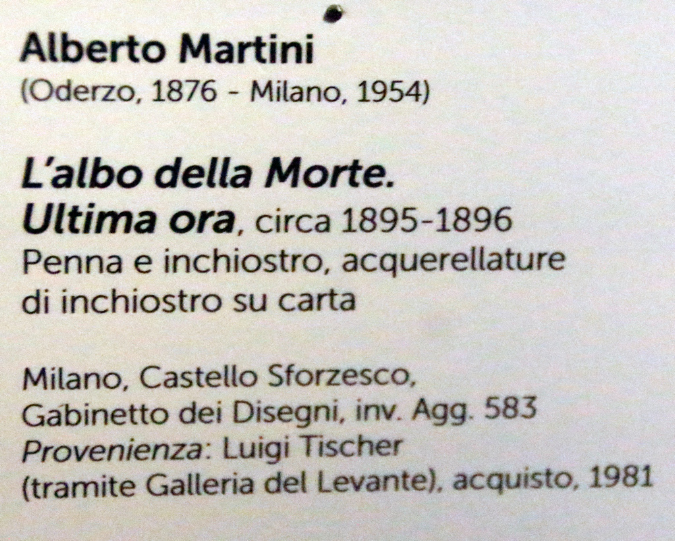 Alberto Martini
(Oderzo, 1876 - Milano, 1954)
L'albo della Morte.
Ultima ora, circa 1895-1896
Penna e inchiostro, acquerellature
di inchiostro su carta
Milano, Castello Sforzesco,
Gabinetto dei Disegni, inv. Agg. 583
Provenienza: Luigi Tischer
(tramite Galleria del Levante), acquisto, 1981